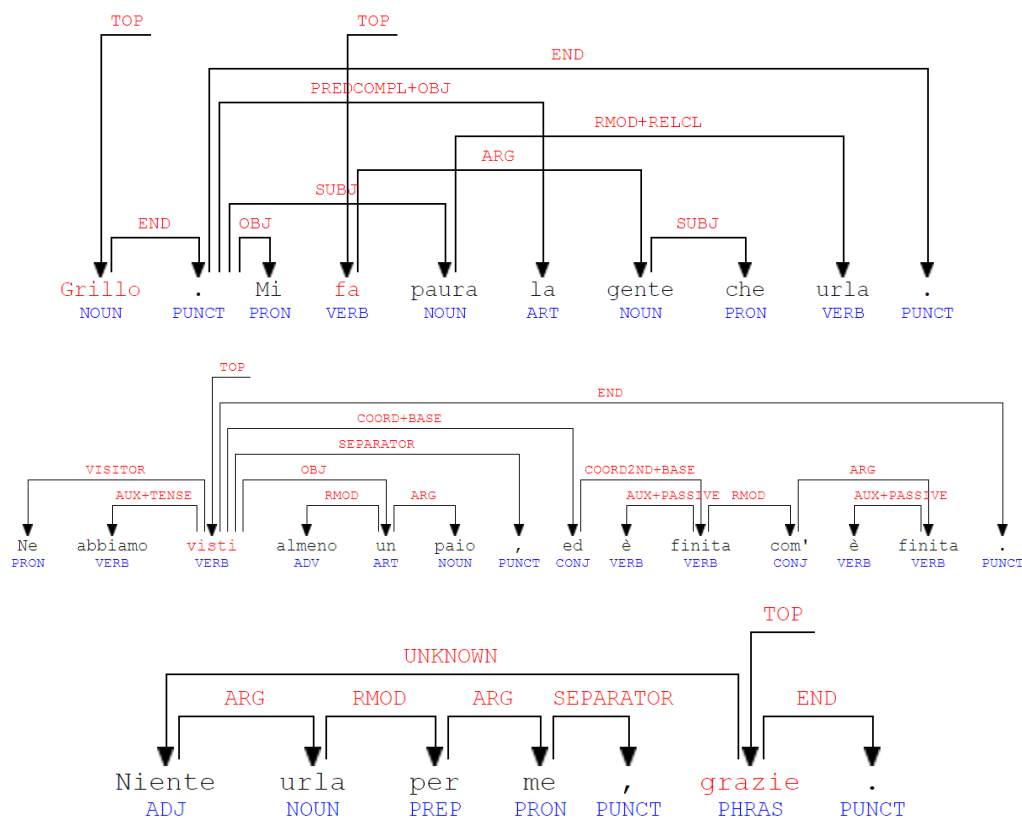 TOP TOP
END
PREDCOMPL+OBJ
RMOD+RELCL
ARG
SUBJ
END OBJ SUBJ
Grillo . Mi fa paura la gente che urla .
NOUN PUNCT PRON VERB NOUN ART NOUN PRON VERB PUNCT
TOP
END
COORD+BASE
SEPARATOR
VISITOR OBJ COORD2ND+BASE ARG
AUX+TENSE RMOD ARG AUX+PASSIVE RMOD AUX+PASSIVE
Ne abbiamo visti almeno un paio , ed è finita com' è finita .
PRON VERB VERB ADV ART NOUN PUNCT CONJ VERB VERB CONJ VERB VERB PUNCT
TOP
UNKNOWN
ARG RMOD ARG SEPARATOR END
Niente urla per me , grazie .
ADJ NOUN PREP PRON PUNCT PHRAS PUNCT